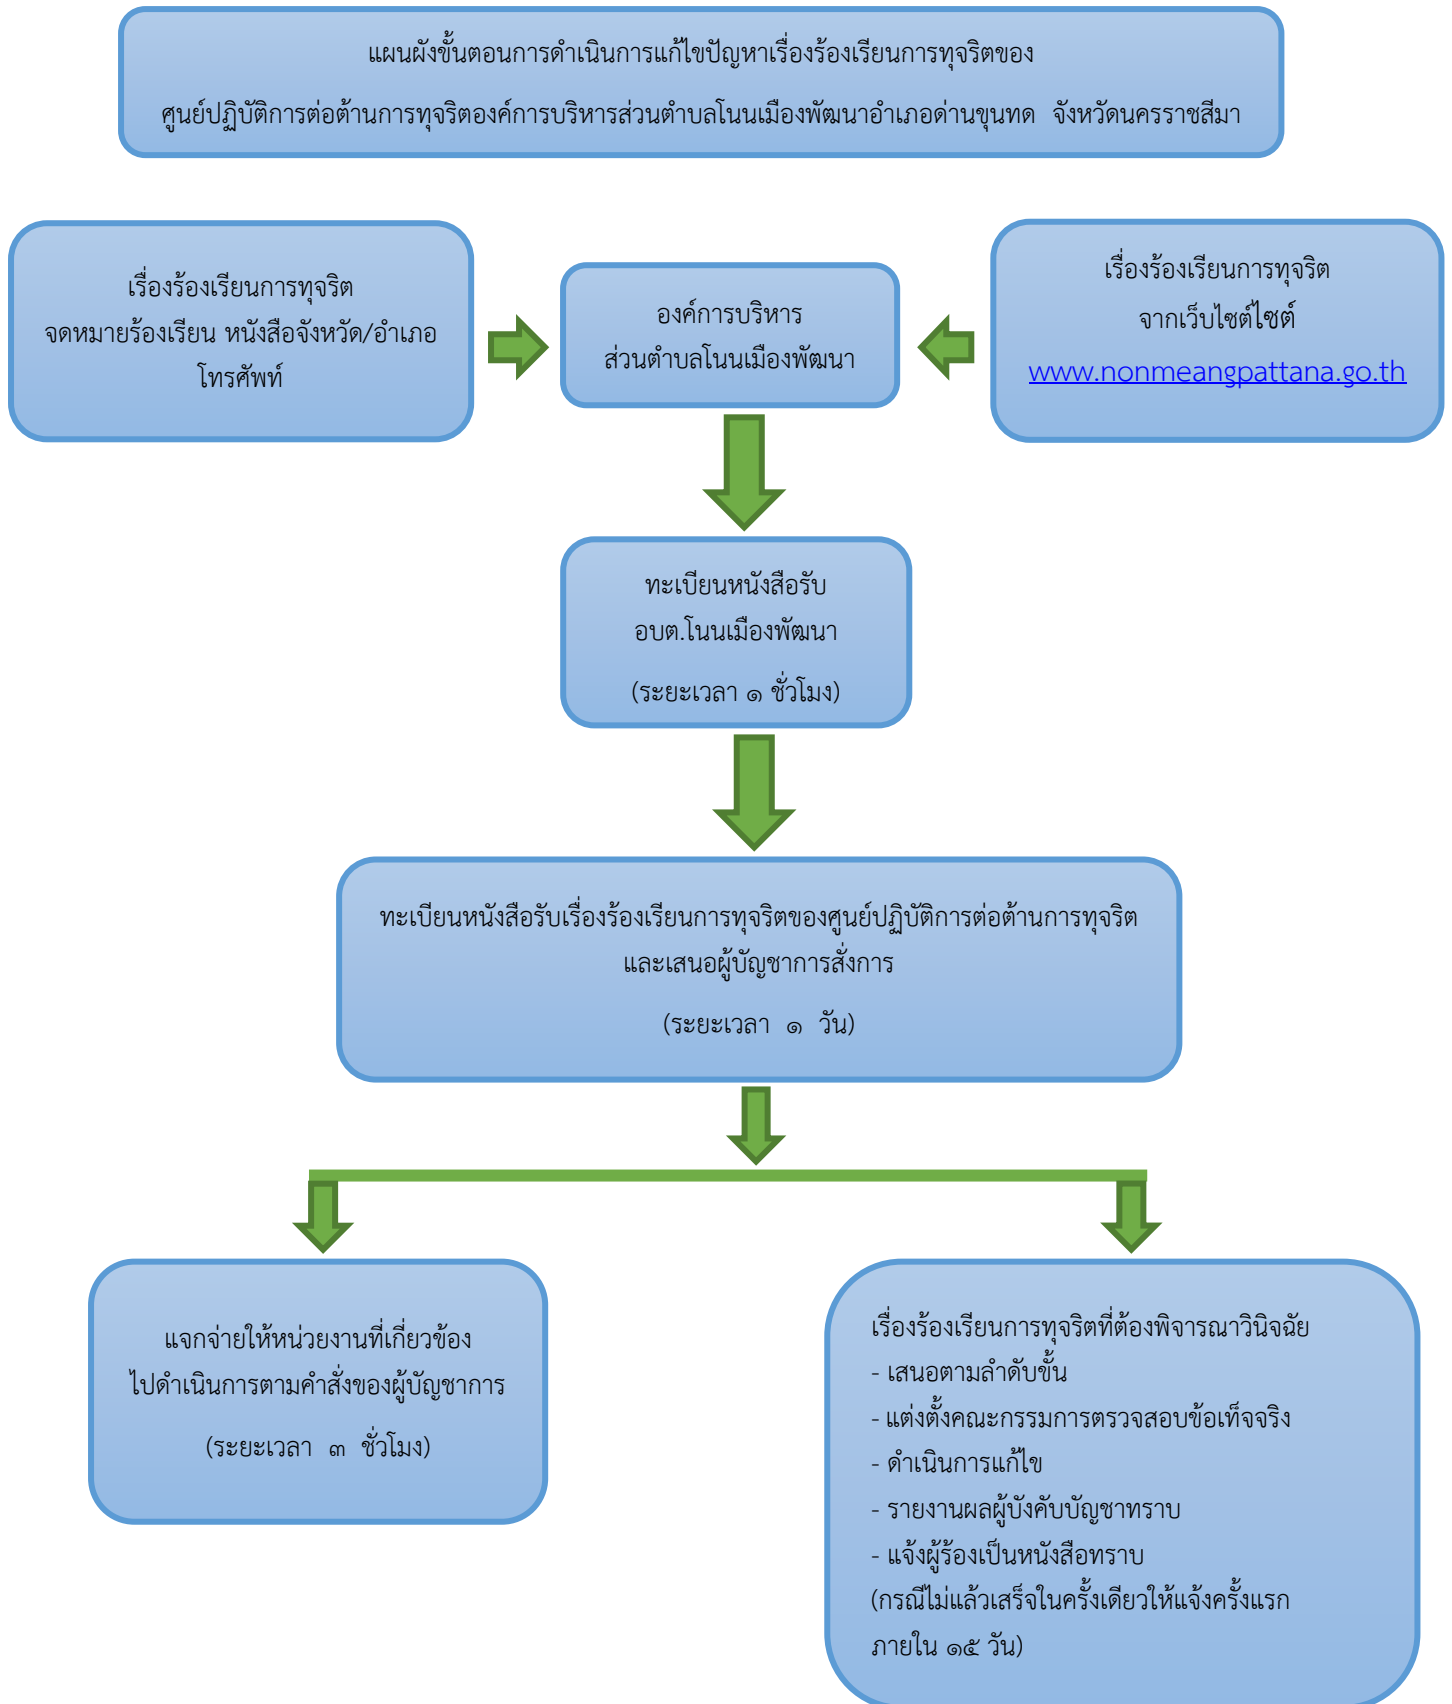 แผนผังขั้นตอนการดำเนินการแก้ไขปัญหาเรื่องร้องเรียนการทุจริตของ
ศูนย์ปฏิบัติการต่อต้านการทุจริตองค์การบริหารส่วนตำบลโนนเมืองพัฒนาอำเภอด่านขุนทด จังหวัดนครราชสีมา
เรื่องร้องเรียนการทุจริต
จดหมายร้องเรียน หนังสือจังหวัด/อำเภอ
โทรศัพท์
องค์การบริหาร
ส่วนตำบลโนนเมืองพัฒนา
เรื่องร้องเรียนการทุจริต
จากเว็บไซต์ไซต์
www.nonmeangpattana.go.th
ทะเบียนหนังสือรับ
อบต.โนนเมืองพัฒนา
(ระยะเวลา ๑ ชั่วโมง)
ทะเบียนหนังสือรับเรื่องร้องเรียนการทุจริตของศูนย์ปฏิบัติการต่อต้านการทุจริต
และเสนอผู้บัญชาการสั่งการ
(ระยะเวลา ๑ วัน)
แจกจ่ายให้หน่วยงานที่เกี่ยวข้อง
ไปดำเนินการตามคำสั่งของผู้บัญชาการ
(ระยะเวลา ๓ ชั่วโมง)
เรื่องร้องเรียนการทุจริตที่ต้องพิจารณาวินิจฉัย
- เสนอตามลำดับขั้น
- แต่งตั้งคณะกรรมการตรวจสอบข้อเท็จจริง
- ดำเนินการแก้ไข
- รายงานผลผู้บังคับบัญชาทราบ
- แจ้งผู้ร้องเป็นหนังสือทราบ
(กรณีไม่แล้วเสร็จในครั้งเดียวให้แจ้งครั้งแรก
ภายใน ๑๕ วัน)